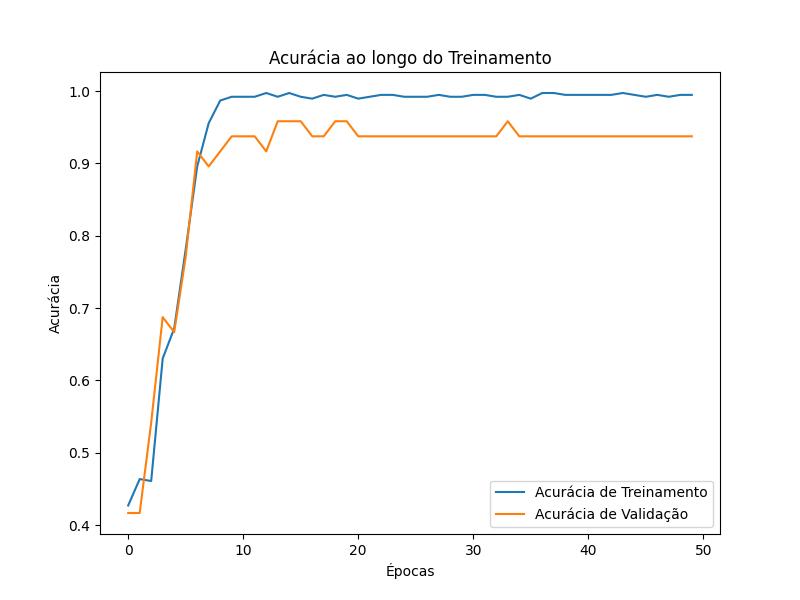 Acurácia ao longo do Treinamento
1.0
0.9
0.8
0.7
0.6
0.5
0.4
Acurácia
0
10
20
30
40
50
Épocas
Acurácia de Treinamento
Acurácia de Validação